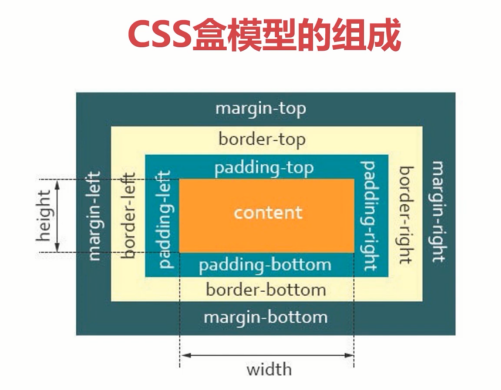 CSS盒模型的组成
margin-top
border-top
padding-top
height
margin-left
border-left
padding-left
content
padding-right
border-right
margin-right
padding-bottom
border-bottom
margin-bottom
width